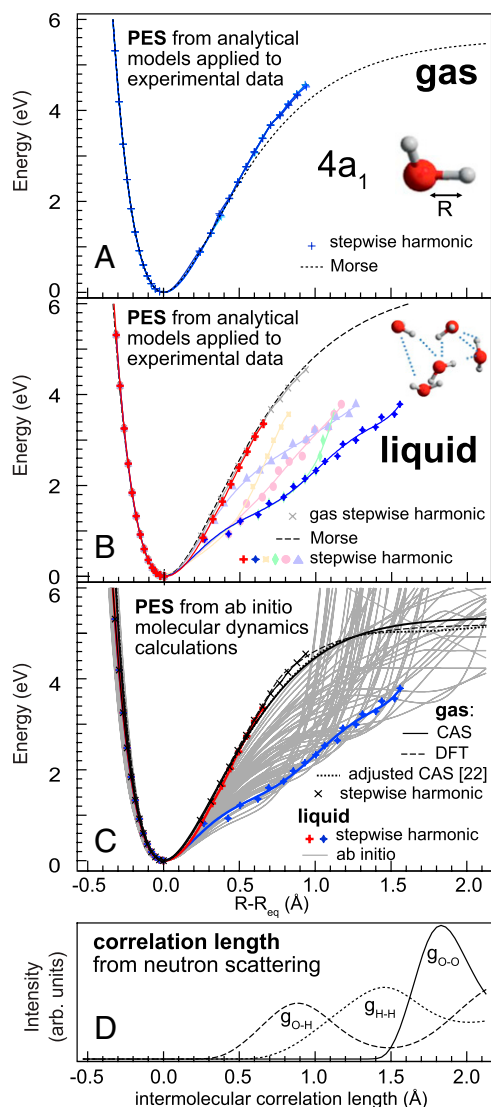 6
PES from analytical
models applied to
experimental data
gas
4
4a1
R
2
Energy (eV)
A
+ stepwise harmonic
Morse
0
6
PES from analytical
models applied to
experimental data
4
liquid
Energy (eV)
2
× gas stepwise harmonic
Morse
B
stepwise harmonic
0
6
PES from ab initio
molecular dynamics
calculations
4
gas:
CAS
DFT
Energy (eV)
adjusted CAS [22]
2
× stepwise harmonic
liquid
stepwise harmonic
C
ab initio
0
-0.5 0.0 0.5 1.0 1.5 2.0
R-Req (Å)
correlation length
from neutron scattering
gO-O
Intensity
(arb. units)
D
gO-H
gH-H
-0.5 0.0 0.5 1.0 1.5 2.0
intermolecular correlation length (Å)